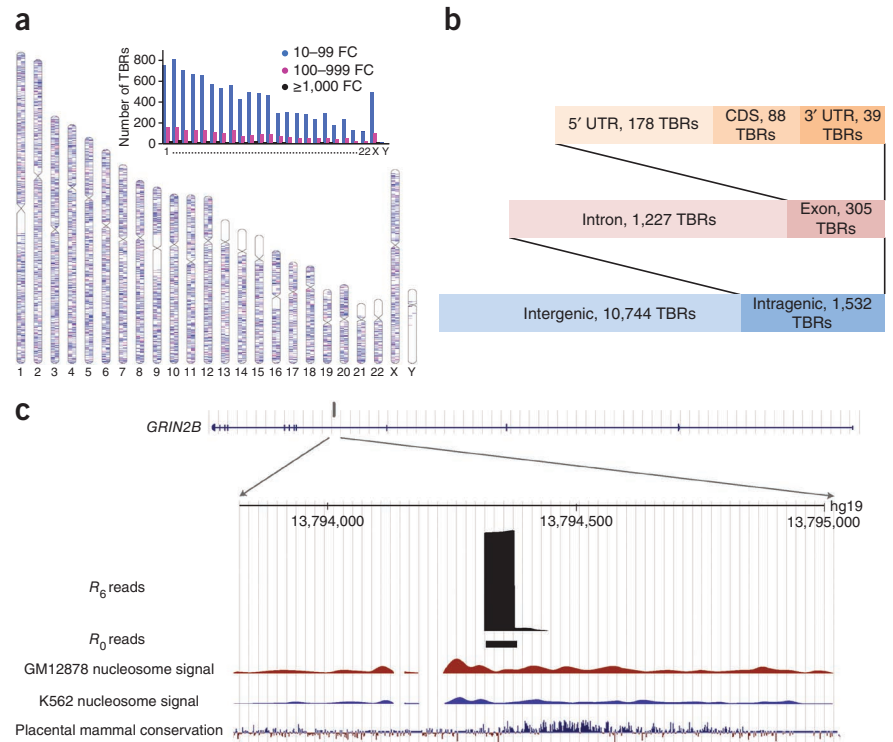 a
Number of TBRs
800
600
400
200
0
10–99 FC
100–999 FC
≥1,000 FC
1
22 X Y
1 2 3 4 5 6 7 8 9 10 11 12 13 14 15 16 17 18 19 20 21 22 X Y
b
5′ UTR, 178 TBRs
CDS, 88
TBRs
3′ UTR, 39
TBRs
Intron, 1,227 TBRs
Exon, 305
TBRs
Intergenic, 10,744 TBRs
Intragenic, 1,532
TBRs
c
GRIN2B
hg19
13,794,000 13,794,500 13,795,000
R6 reads
R0 reads
GM12878 nucleosome signal
K562 nucleosome signal
Placental mammal conservation